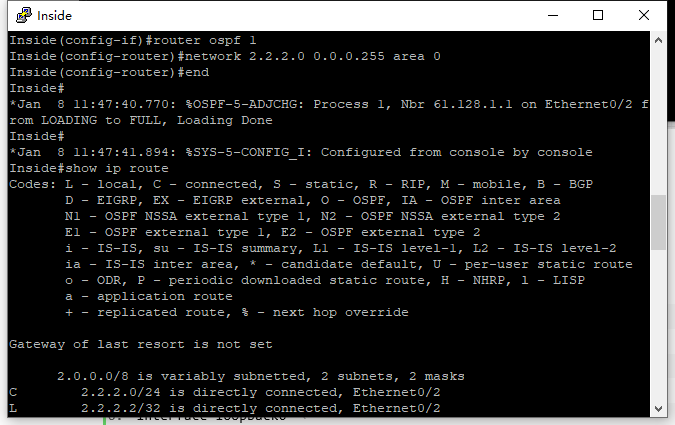 Inside
Inside(config-if)#router ospf 1
Inside(config-router)#network 2.2.2.0 0.0.0.255 area 0
Inside(config-router)#end
Inside#
*Jan  8 11:47:40.770: %OSPF-5-ADJCHG: Process 1, Nbr 61.128.1.1 on Ethernet0/2 f
rom LOADING to FULL, Loading Done
Inside#
*Jan  8 11:47:41.894: %SYS-5-CONFIG_I: Configured from console by console
Inside#show ip route
Codes: L - local, C - connected, S - static, R - RIP, M - mobile, B - BGP
       D - EIGRP, EX - EIGRP external, O - OSPF, IA - OSPF inter area
       N1 - OSPF NSSA external type 1, N2 - OSPF NSSA external type 2
       E1 - OSPF external type 1, E2 - OSPF external type 2
       i - IS-IS, su - IS-IS summary, L1 - IS-IS level-1, L2 - IS-IS level-2
       ia - IS-IS inter area, * - candidate default, U - per-user static route
       o - ODR, P - periodic downloaded static route, H - NHRP, l - LISP
       a - application route
       + - replicated route, % - next hop override
Gateway of last resort is not set
      2.0.0.0/8 is variably subnetted, 2 subnets, 2 masks
C        2.2.2.0/24 is directly connected, Ethernet0/2
L        2.2.2.2/32 is directly connected, Ethernet0/2